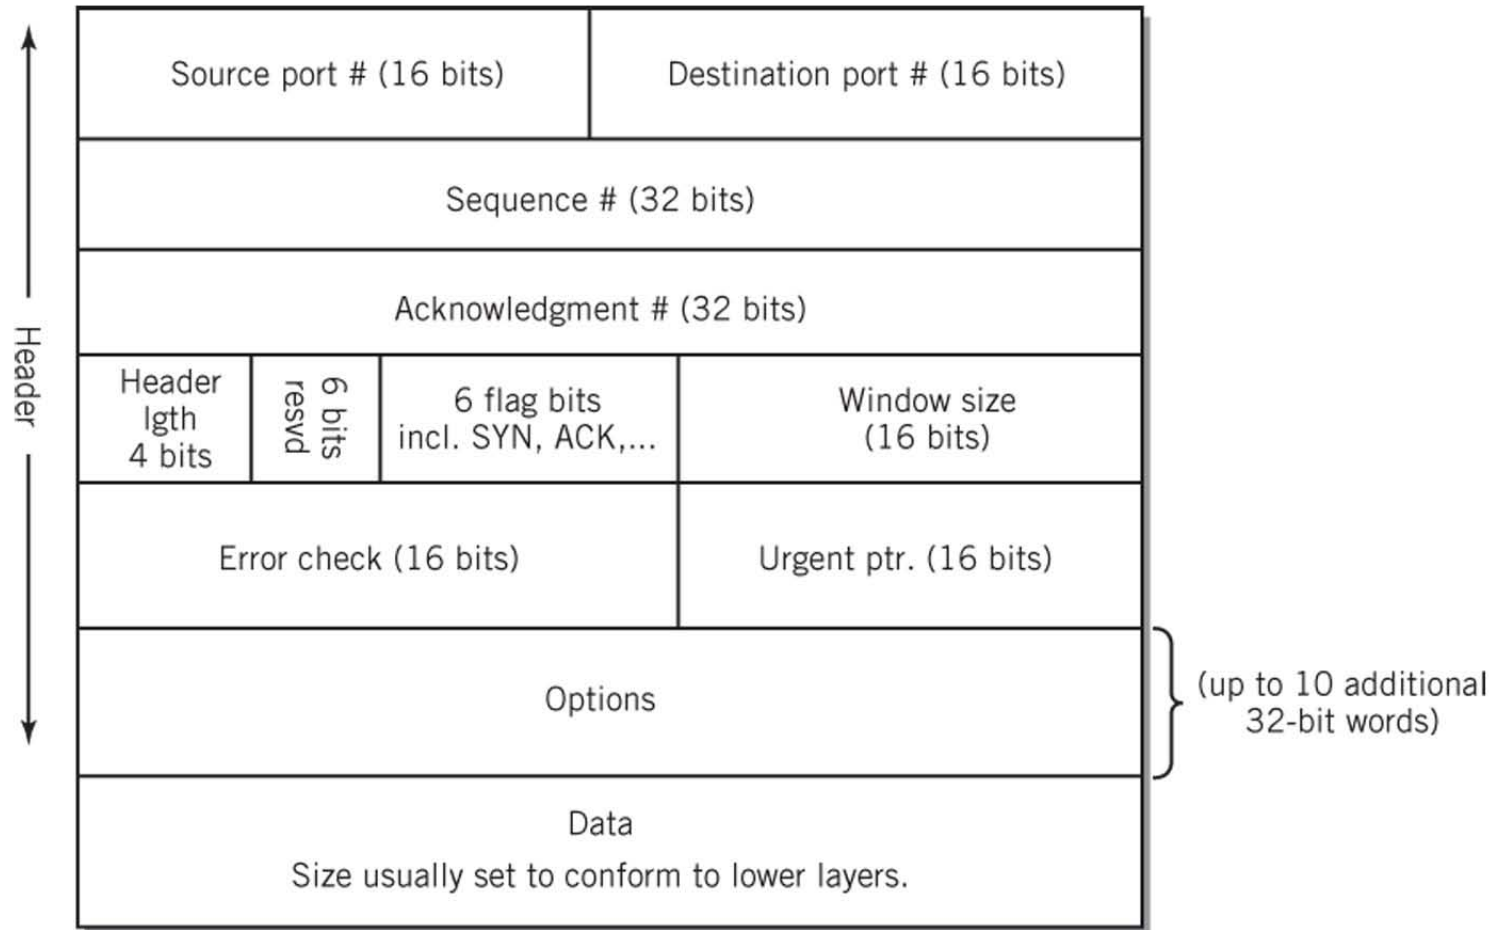 Header
Source port # (16 bits)
Destination port # (16 bits)
Sequence # (32 bits)
Acknowledgment # (32 bits)
Header
lgth
4 bits
6 bits
resvd
6 flag bits
incl. SYN, ACK,...
Window size
(16 bits)
Error check (16 bits)
Urgent ptr. (16 bits)
Options
(up to 10 additional
32-bit words)
Data
Size usually set to conform to lower layers.